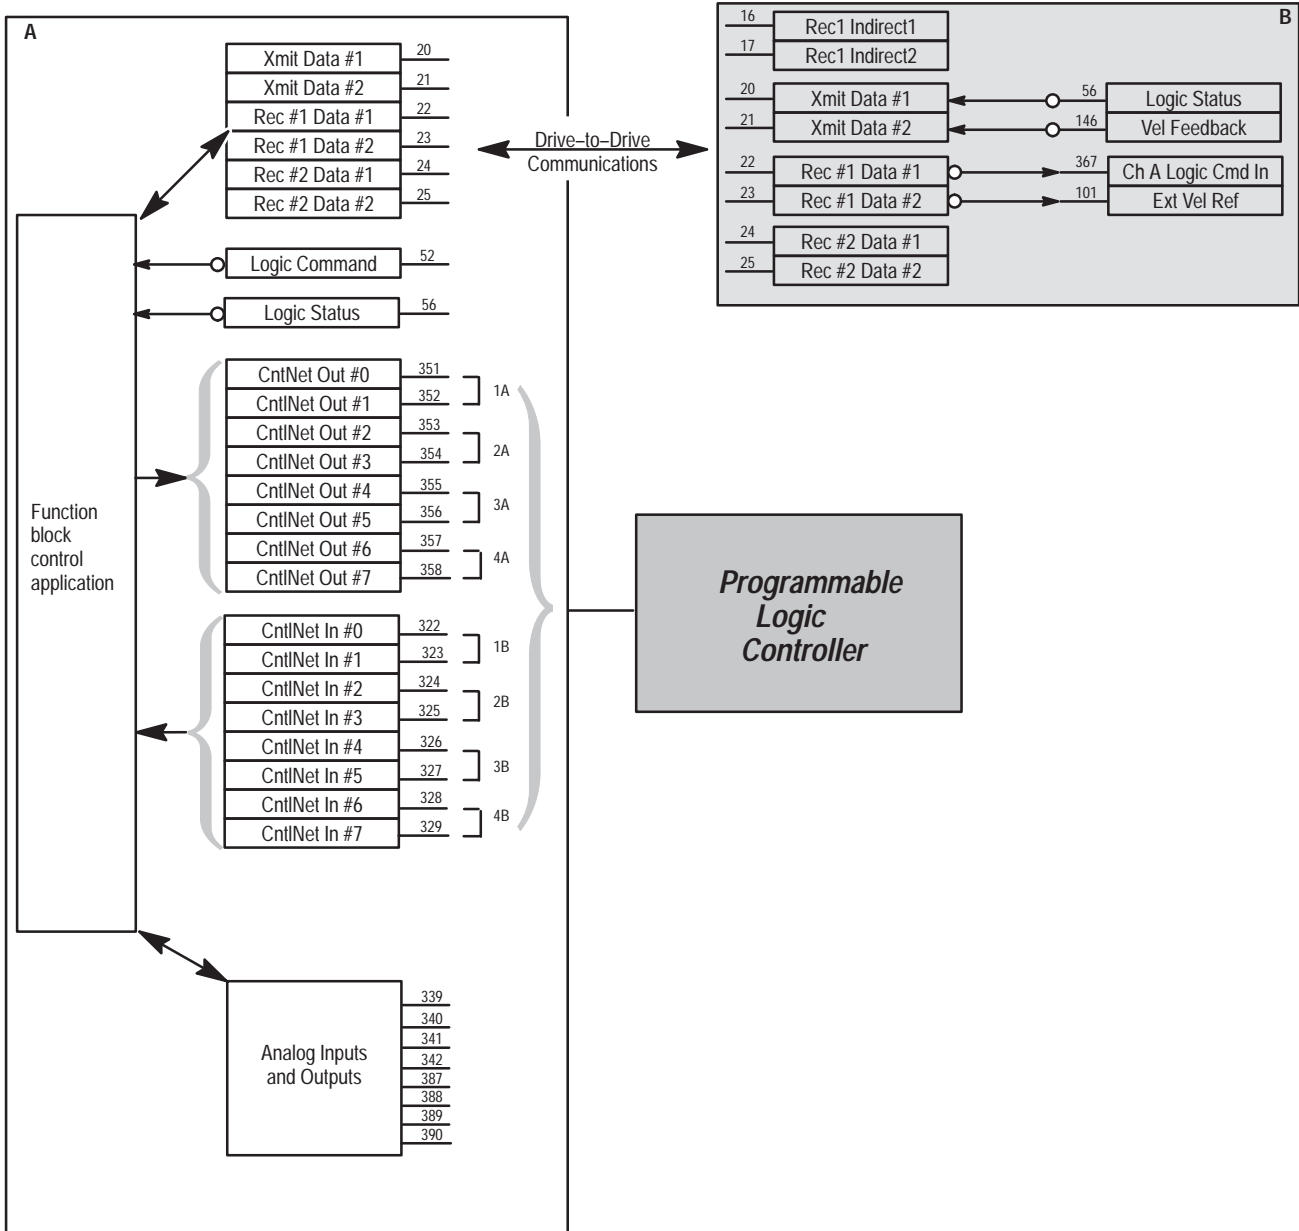 A
Xmit Data #1 20
Xmit Data #2 21
Rec #1 Data #1 22
Rec #1 Data #2 23
Rec #2 Data #1 24
Rec #2 Data #2 25
Logic Command 52
Logic Status 56
CntNet Out #0 351
CntlNet Out #1 352
1A
CntlNet Out #2 353
CntlNet Out #3 354
2A
CntlNet Out #4 355
CntlNet Out #5 356
3A
CntlNet Out #6 357
CntlNet Out #7 358
4A
Function
block
control
application
CntlNet In #0 322
CntlNet In #1 323
1B
CntlNet In #2 324
CntlNet In #3 325
2B
CntlNet In #4 326
CntlNet In #5 327
3B
CntlNet In #6 328
CntlNet In #7 329
4B
Analog Inputs
and Outputs
339
340
341
342
387
388
389
390
Drive–to–Drive
Communications
B
16 Rec1 Indirect1
17 Rec1 Indirect2
20 Xmit Data #1 56 Logic Status
21 Xmit Data #2 146 Vel Feedback
22 Rec #1 Data #1 367 Ch A Logic Cmd In
23 Rec #1 Data #2 101 Ext Vel Ref
24 Rec #2 Data #1
25 Rec #2 Data #2
Programmable
Logic
Controller